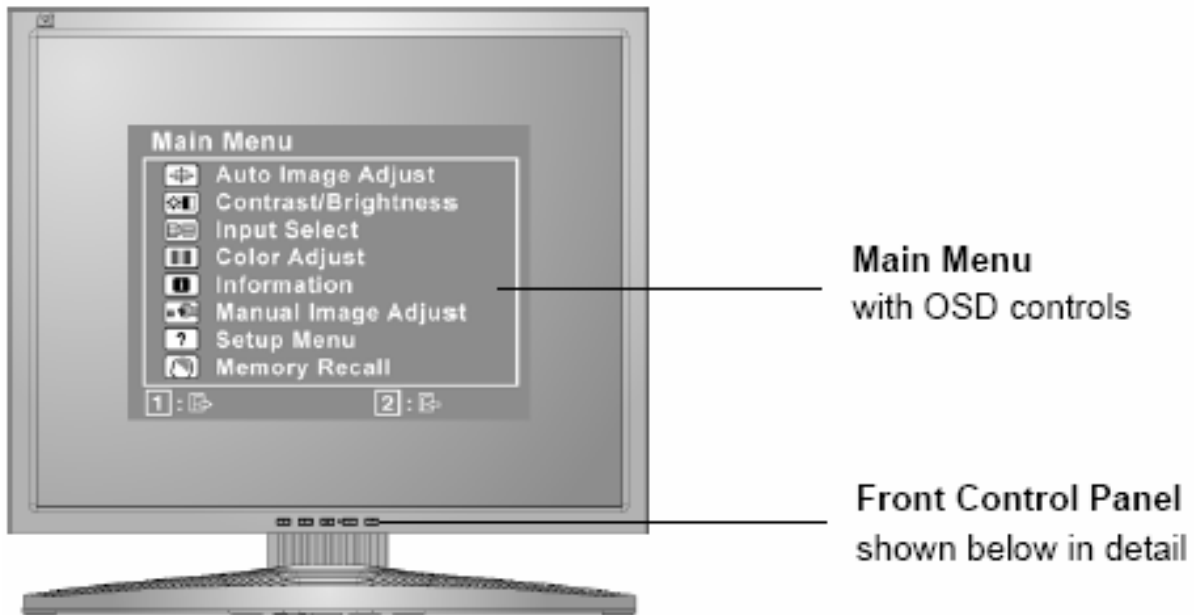 Main Menu
Auto Image Adjust
Contrast/Brightness
Input Select
Color Adjust
Information
Manual Image Adjust
Setup Menu
Memory Recall
1 : 2 :
Main Menu
with OSD controls
Front Control Panel
shown below in detail